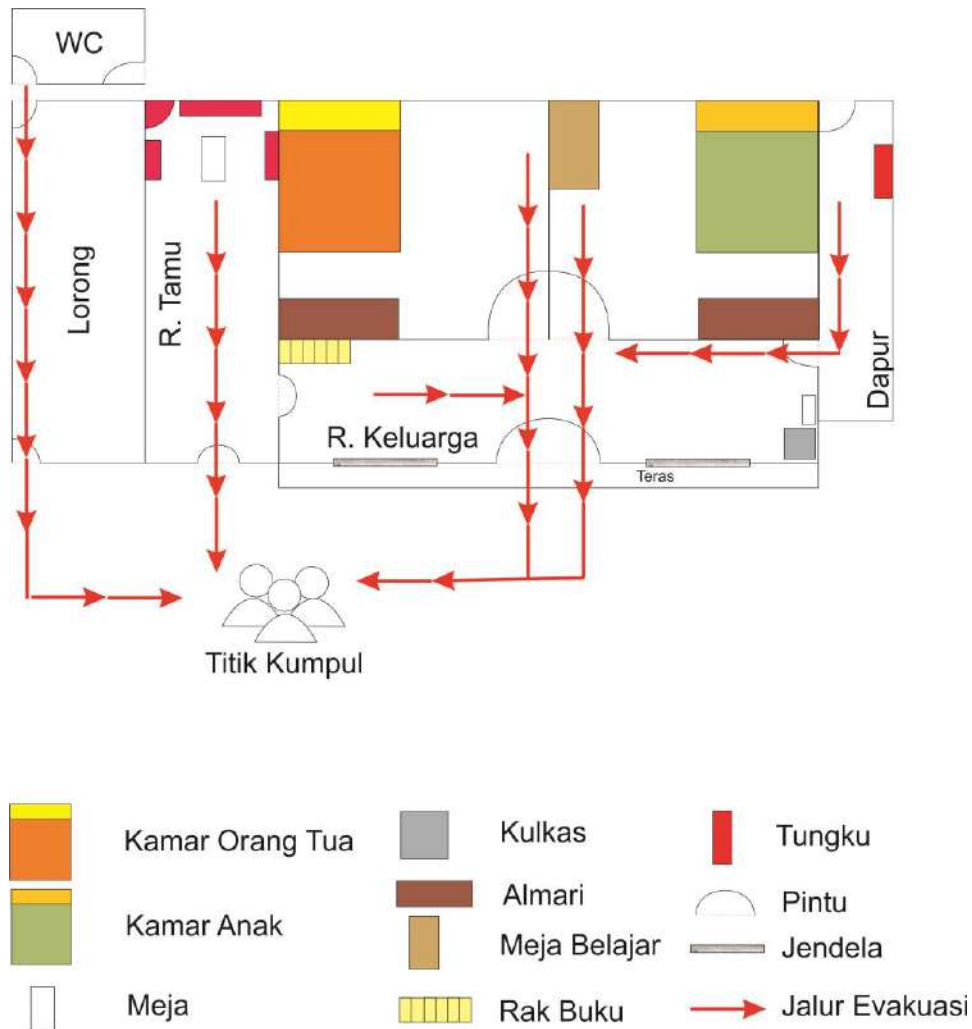 WC
Lorong
R. Tamu
R. Keluarga
Dapur
Teras
Titik Kumpul
Kamar Orang Tua
Kamar Anak
Meja
Kulkas
Almari
Meja Belajar
Rak Buku
Tungku
Pintu
Jendela
Jalur Evakuasi